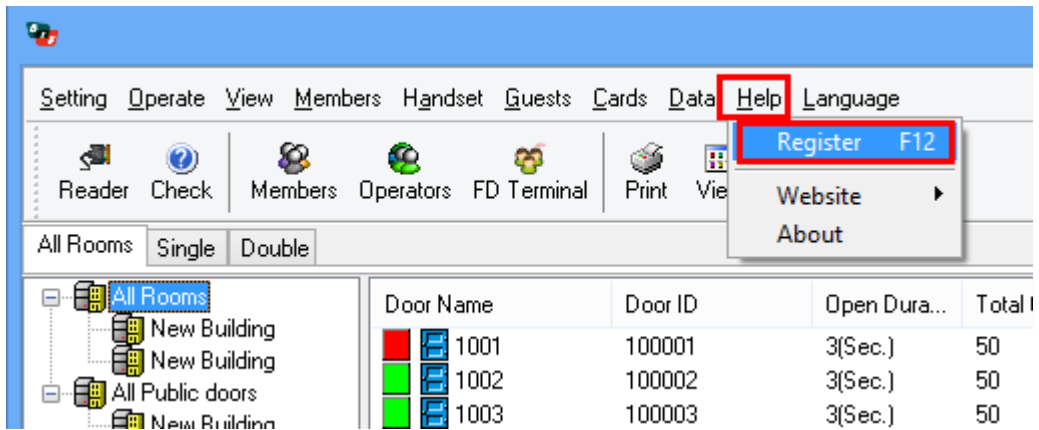 Setting Operate View Members Handset Guests Cards Data Help Language
Register F12
Reader Check Members Operators FD Terminal Print Vie
Website
About
All Rooms Single Double
All Rooms
New Building
New Building
All Public doors
New Building
Door Name Door ID Open Dura... Total
1001 100001 3(Sec.) 50
1002 100002 3(Sec.) 50
1003 100003 3(Sec.) 50